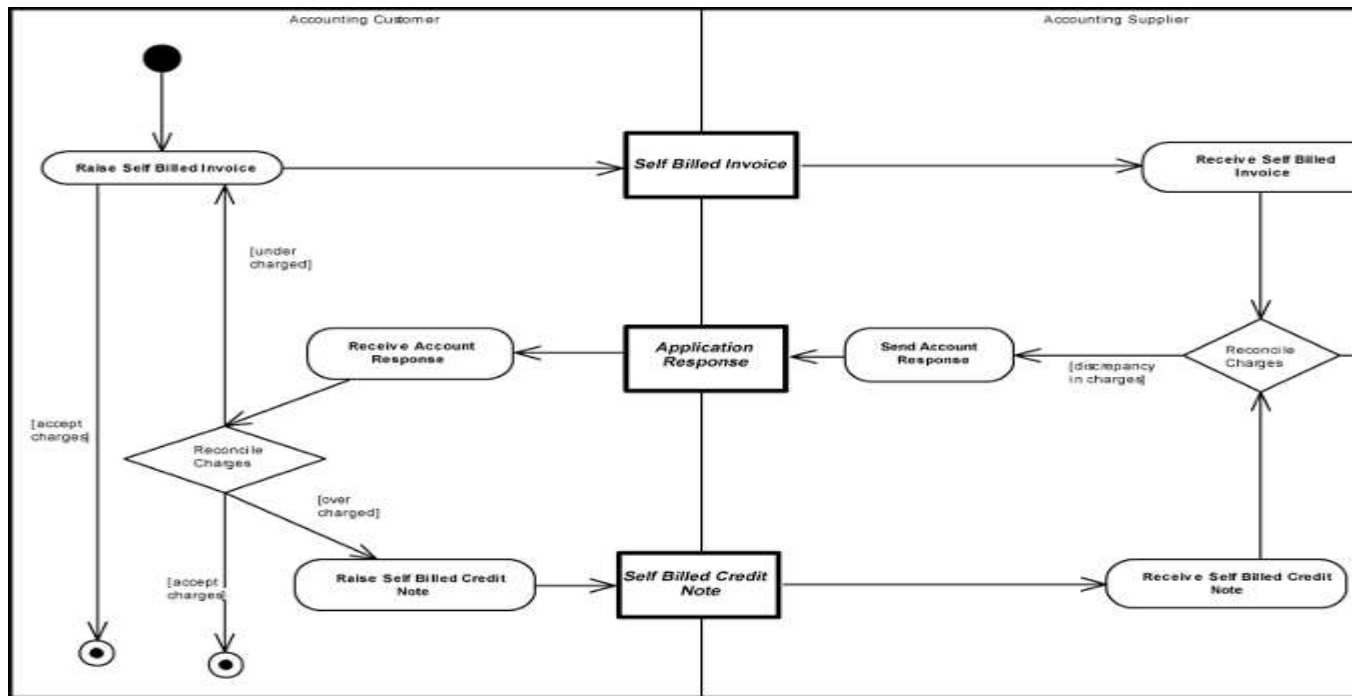 Accounting Customer
Accounting Supplier
Raise Self Billed Invoice
Self Billed Invoice
Receive Self Billed
Invoice
[under
charged]
Receive Account
Response
Application
Response
Send Account
Response
Reconcile
Charges
[discrepancy
in charges]
[accept
charges]
Reconcile
Charges
[over
charged]
Raise Self Billed Credit
Note
Self Billed Credit
Note
Receive Self Billed Credit
Note
[accept
charges]